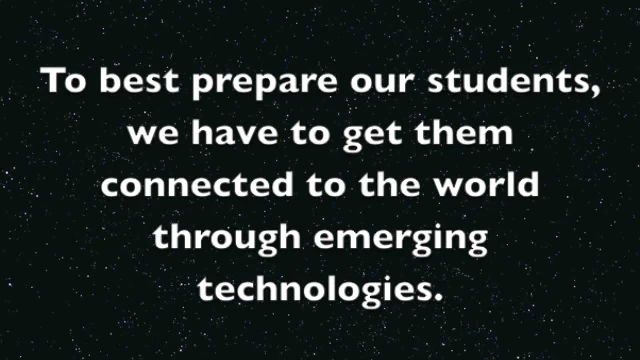 To best prepare our students,
we have to get them
connected to the world
through emerging
technologies.